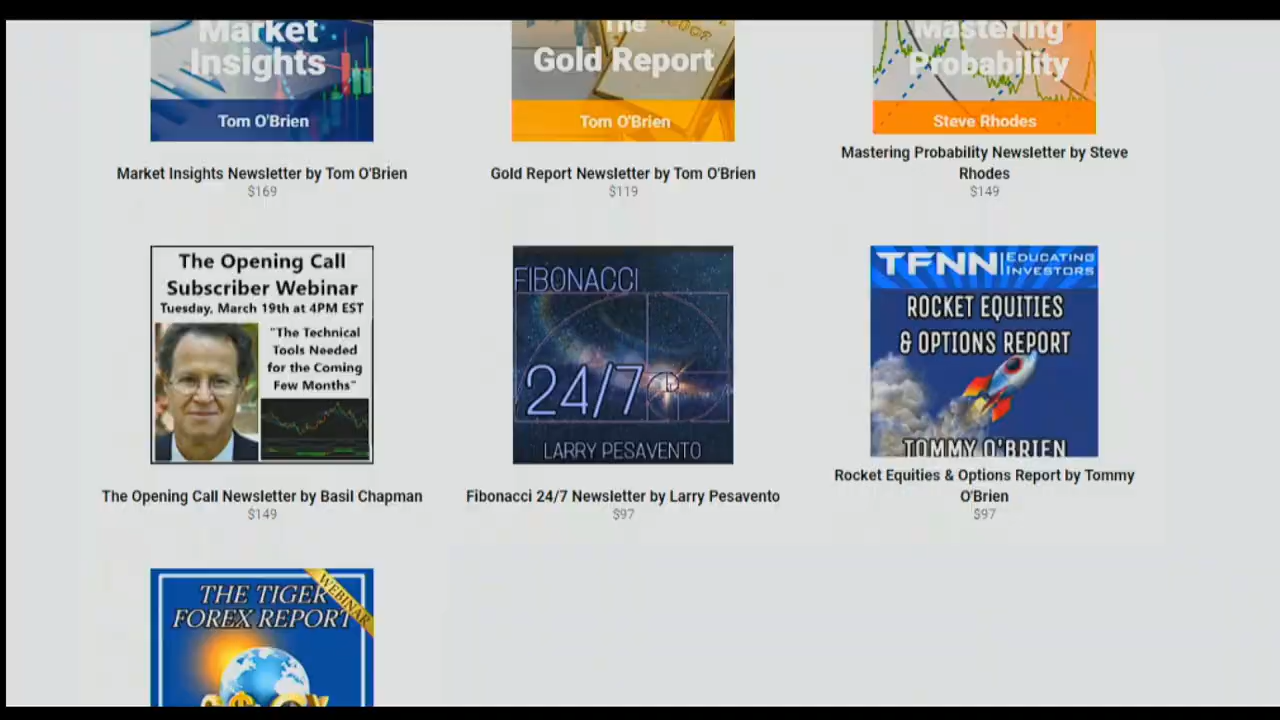 Market
Insights
Tom O'Brien
Market Insights Newsletter by Tom O'Brien
$169
The
Gold Report
Tom O'Brien
Gold Report Newsletter by Tom O'Brien
$119
Mastering
Probability
Steve Rhodes
Mastering Probability Newsletter by Steve
Rhodes
$149
The Opening Call
Subscriber Webinar
Tuesday, March 19th at 4PM EST
"The Technical
Tools Needed
for the Coming
Few Months"
The Opening Call Newsletter by Basil Chapman
$149
FIBONACCI
24/7
LARRY PESAVENTO
Fibonacci 24/7 Newsletter by Larry Pesavento
$97
TFNN EDUCATING
INVESTORS
ROCKET EQUITIES
& OPTIONS REPORT
TOMMY O'BRIEN
Rocket Equities & Options Report by Tommy
O'Brien
$97
THE TIGER
FOREX REPORT
WEBINAR